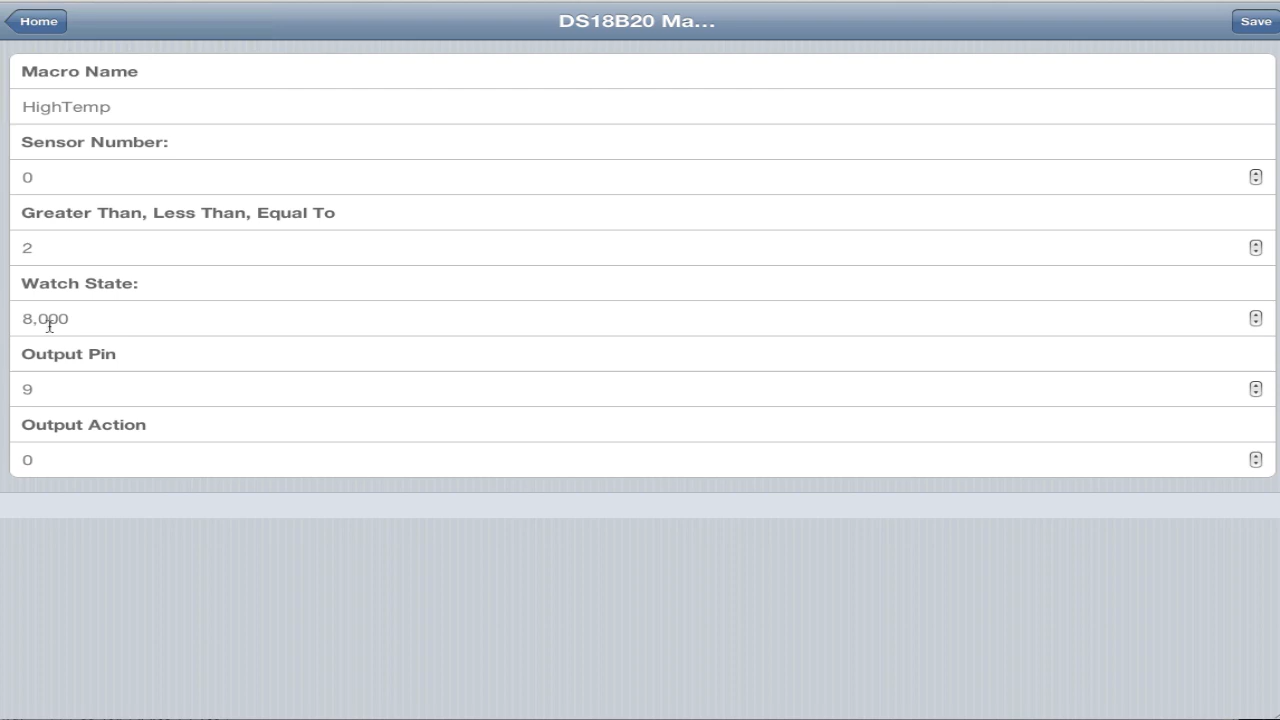 Home
DS18B20 Ma...
Save
Macro Name
HighTemp
Sensor Number:
0
Greater Than, Less Than, Equal To
2
Watch State:
8,000
Output Pin
9
Output Action
0